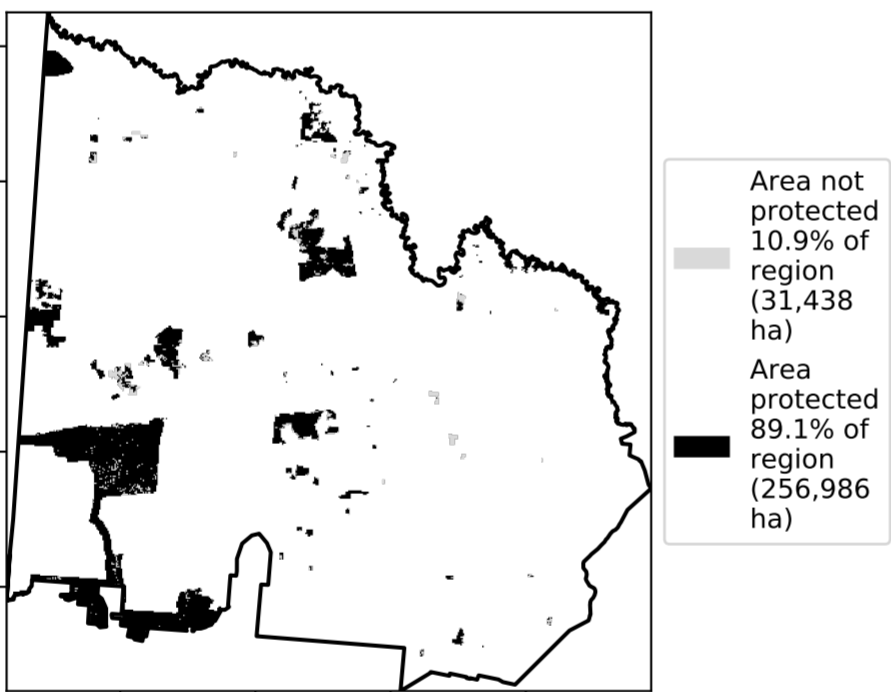 Area not
protected
10.9% of
region
(31,438
ha)
Area
protected
89.1% of
region
(256,986
ha)